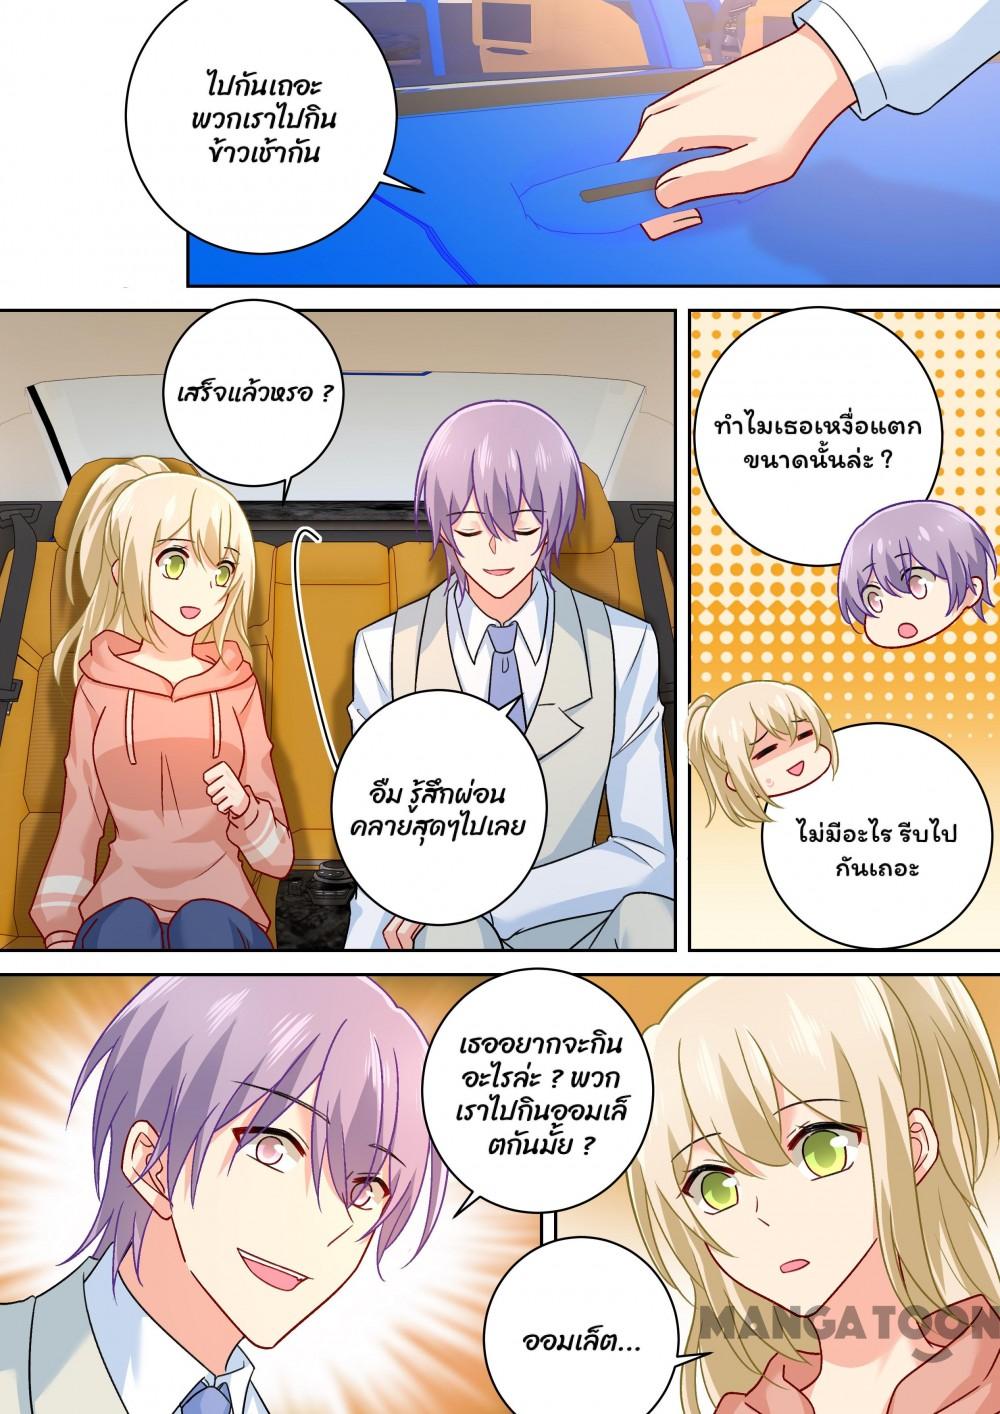 ไปกันเถอะ
พวกเราไปกิน
ข้าวเช้ากัน
เสร็จแล้วหรอ ?
อืม รู้สึกผ่อน
คลายสุดๆไปเลย
ทำไมเธอเหงื่อแตก
ขนาดนั้นล่ะ ?
ไม่มีอะไร รีบไป
กันเถอะ
เธออยากจะกิน
อะไรล่ะ ? พวก
เราไปกินออมเล็
ตกันมั้ย ?
ออมเล็ต...
MANGATOON